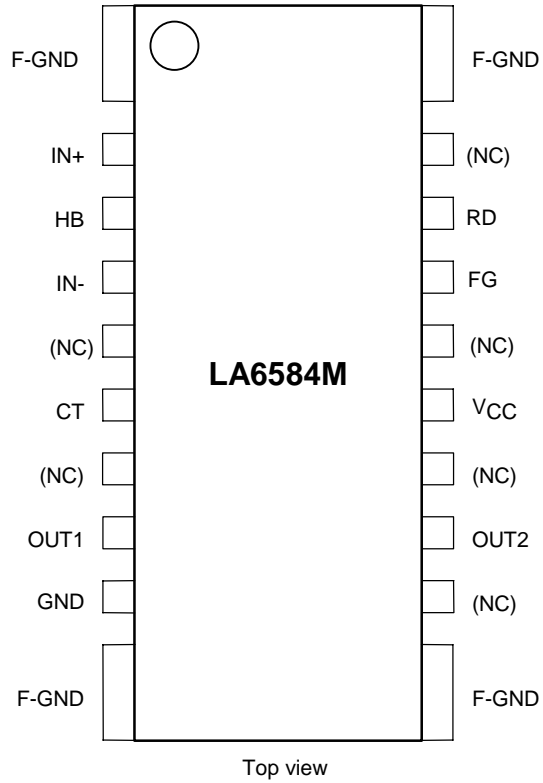 F-GND F-GND
IN+ (NC)
HB RD
IN- FG
(NC) (NC)
LA6584M
CT VCC
(NC) (NC)
OUT1 OUT2
GND (NC)
F-GND F-GND
Top view